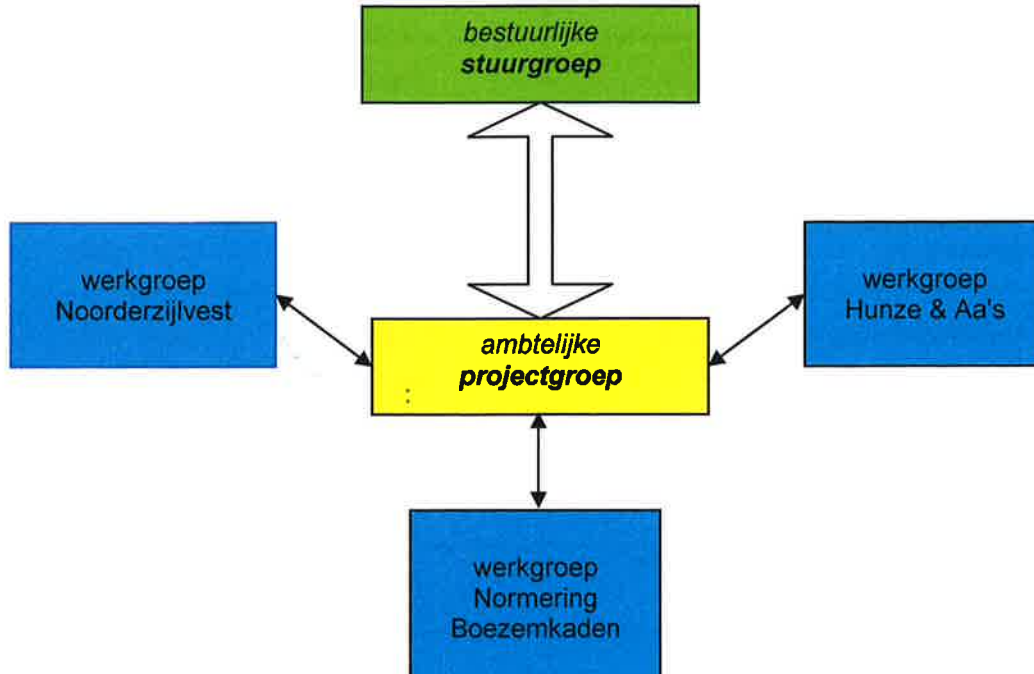 bestuurlijke
stuurgroep
werkgroep
Noorderzijlvest
werkgroep
Hunze & Aa's
ambtelijke
projectgroep
:
werkgroep
Normering
Boezemkaden